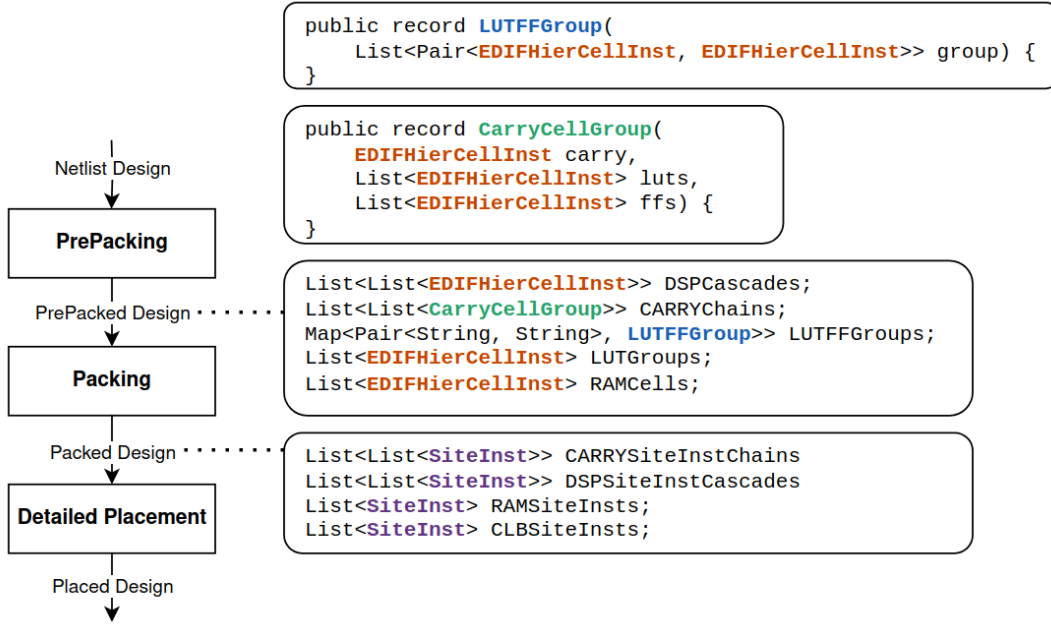 public record LUTFFGroup(
List<Pair<EDIFHierCellInst, EDIFHierCellInst>> group) {
}
public record CarryCellGroup(
EDIFHierCellInst carry,
List<EDIFHierCellInst> luts,
List<EDIFHierCellInst> ffs) {
}
Netlist Design
PrePacking
PrePacked Design
List<List<EDIFHierCellInst>> DSPCascades;
List<List<CarryCellGroup>> CARRYChains;
Map<Pair<String, String>, LUTFFGroup>> LUTFFGroups;
List<EDIFHierCellInst> LUTGroups;
List<EDIFHierCellInst> RAMCells;
Packing
Packed Design
List<List<SiteInst>> CARRYSiteInstChains
List<List<SiteInst>> DSPSiteInstCascades
List<SiteInst> RAMSiteInsts;
List<SiteInst> CLBSiteInsts;
Detailed Placement
Placed Design